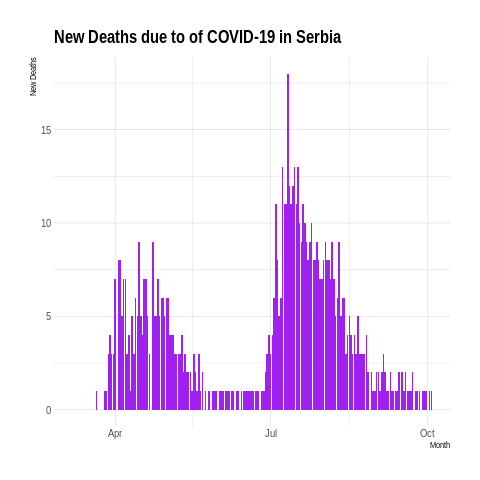 New Deaths due to of COVID-19 in Serbia
New Deaths
15
10
5
0
Apr
Jul
Oct
Month